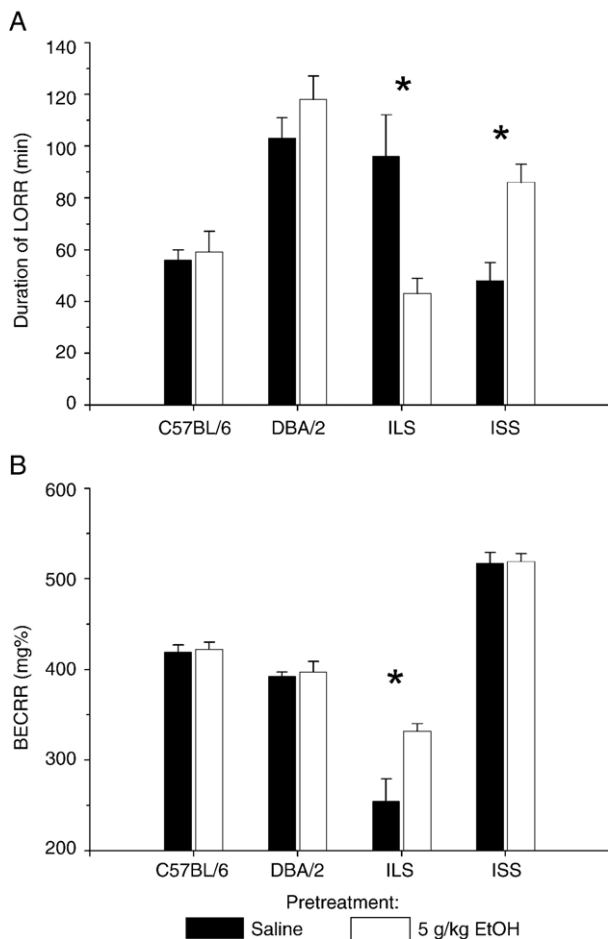 A
Duration of LORR (min)
140
120
100
80
60
40
20
0
*
*
C57BL/6 DBA/2 ILS ISS
B
BECRR (mg%)
600
500
400
300
200
*
C57BL/6 DBA/2 ILS ISS
Pretreatment:
Saline 5 g/kg EtOH